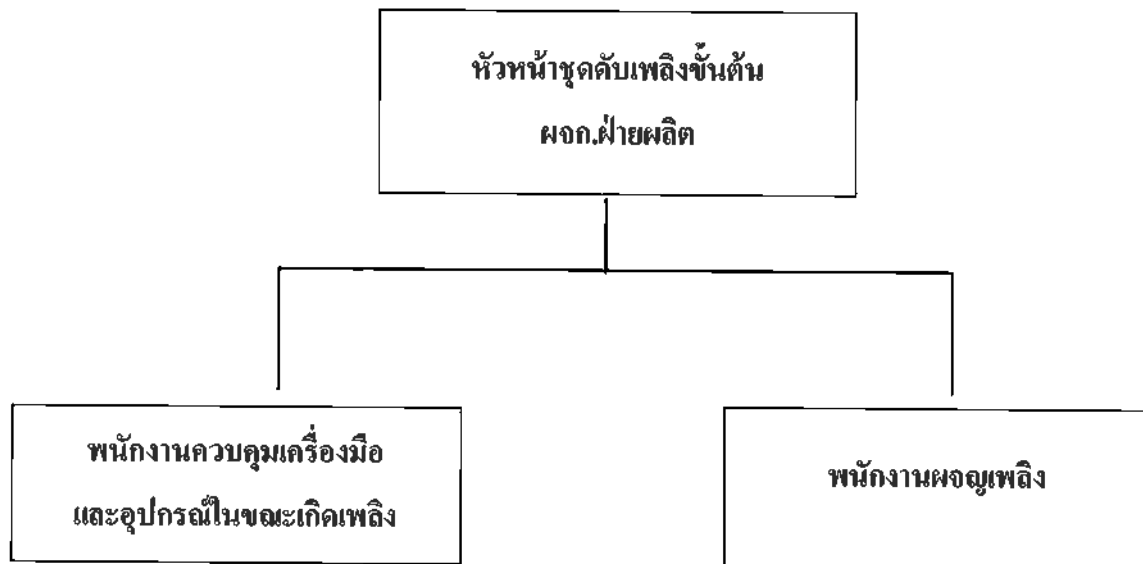 หัวหน้าชุดดับเพลิงขั้นต้น
ผจก.ฝ่ายผลิต
พนักงานควบคุมเครื่องมือ
และอุปกรณ์ในขณะเกิดเพลิง
พนักงานผจญเพลิง